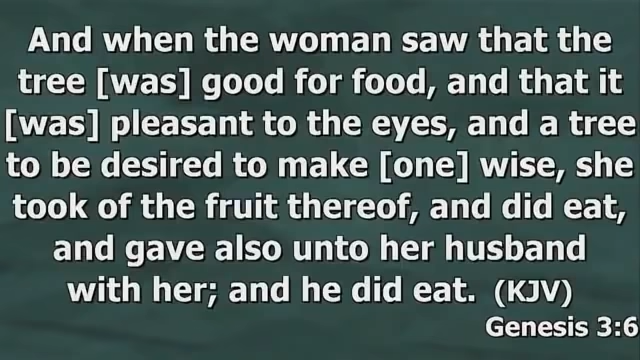 And when the woman saw that the
tree [was] good for food, and that it
[was] pleasant to the eyes, and a tree
to be desired to make [one] wise, she
took of the fruit thereof, and did eat,
and gave also unto her husband
with her; and he did eat. (KJV)
Genesis 3:6